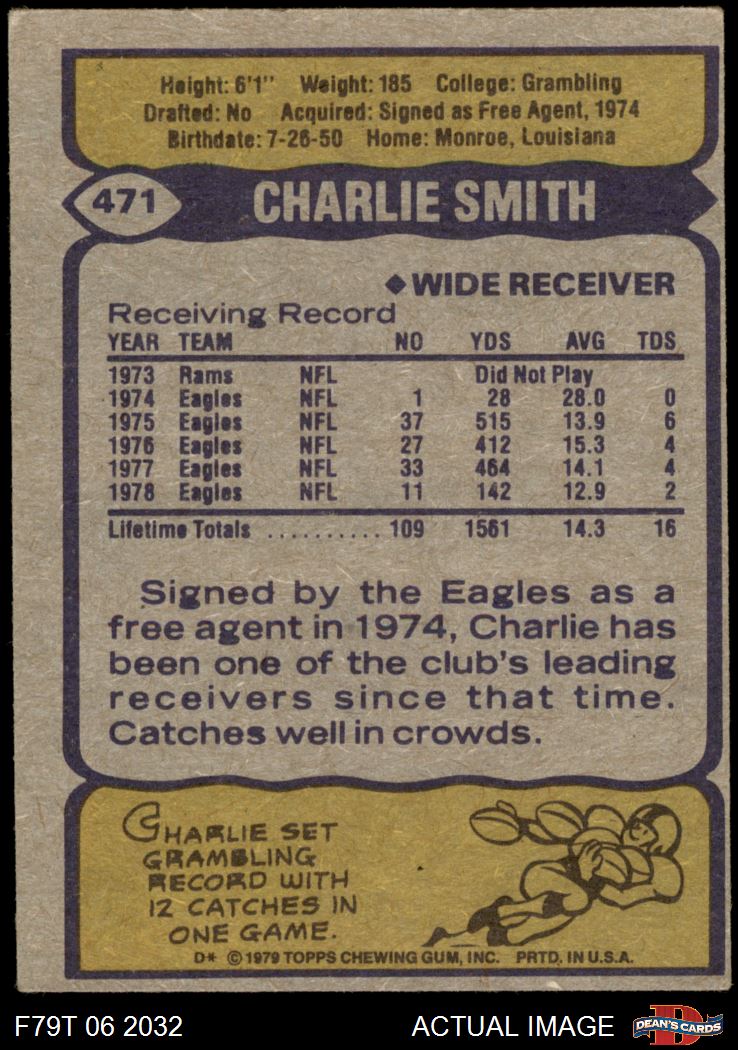 Height: 6'1" Weight: 185 College: Grambling
Drafted: No Acquired: Signed as Free Agent, 1974
Birthdate: 7-26-50 Home: Monroe, Louisiana
471 CHARLIE SMITH
◆WIDE RECEIVER
Receiving Record
YEAR TEAM NO YDS AVG TDS
1973 Rams NFL Did Not Play
1974 Eagles NFL 1 28 28.0 0
1975 Eagles NFL 37 515 13.9 6
1976 Eagles NFL 27 412 15.3 4
1977 Eagles NFL 33 464 14.1 4
1978 Eagles NFL 11 142 12.9 2
Lifetime Totals .......... 109 1561 14.3 16
Signed by the Eagles as a
free agent in 1974, Charlie has
been one of the club's leading
receivers since that time.
Catches well in crowds.
CHARLIE SET
GRAMBLING
RECORD WITH
12 CATCHES IN
ONE GAME.
D* © 1979 TOPPS CHEWING GUM, INC. PRTD. IN U.S.A.
F79T 06 2032 ACTUAL IMAGE D DEAN'S CARDS